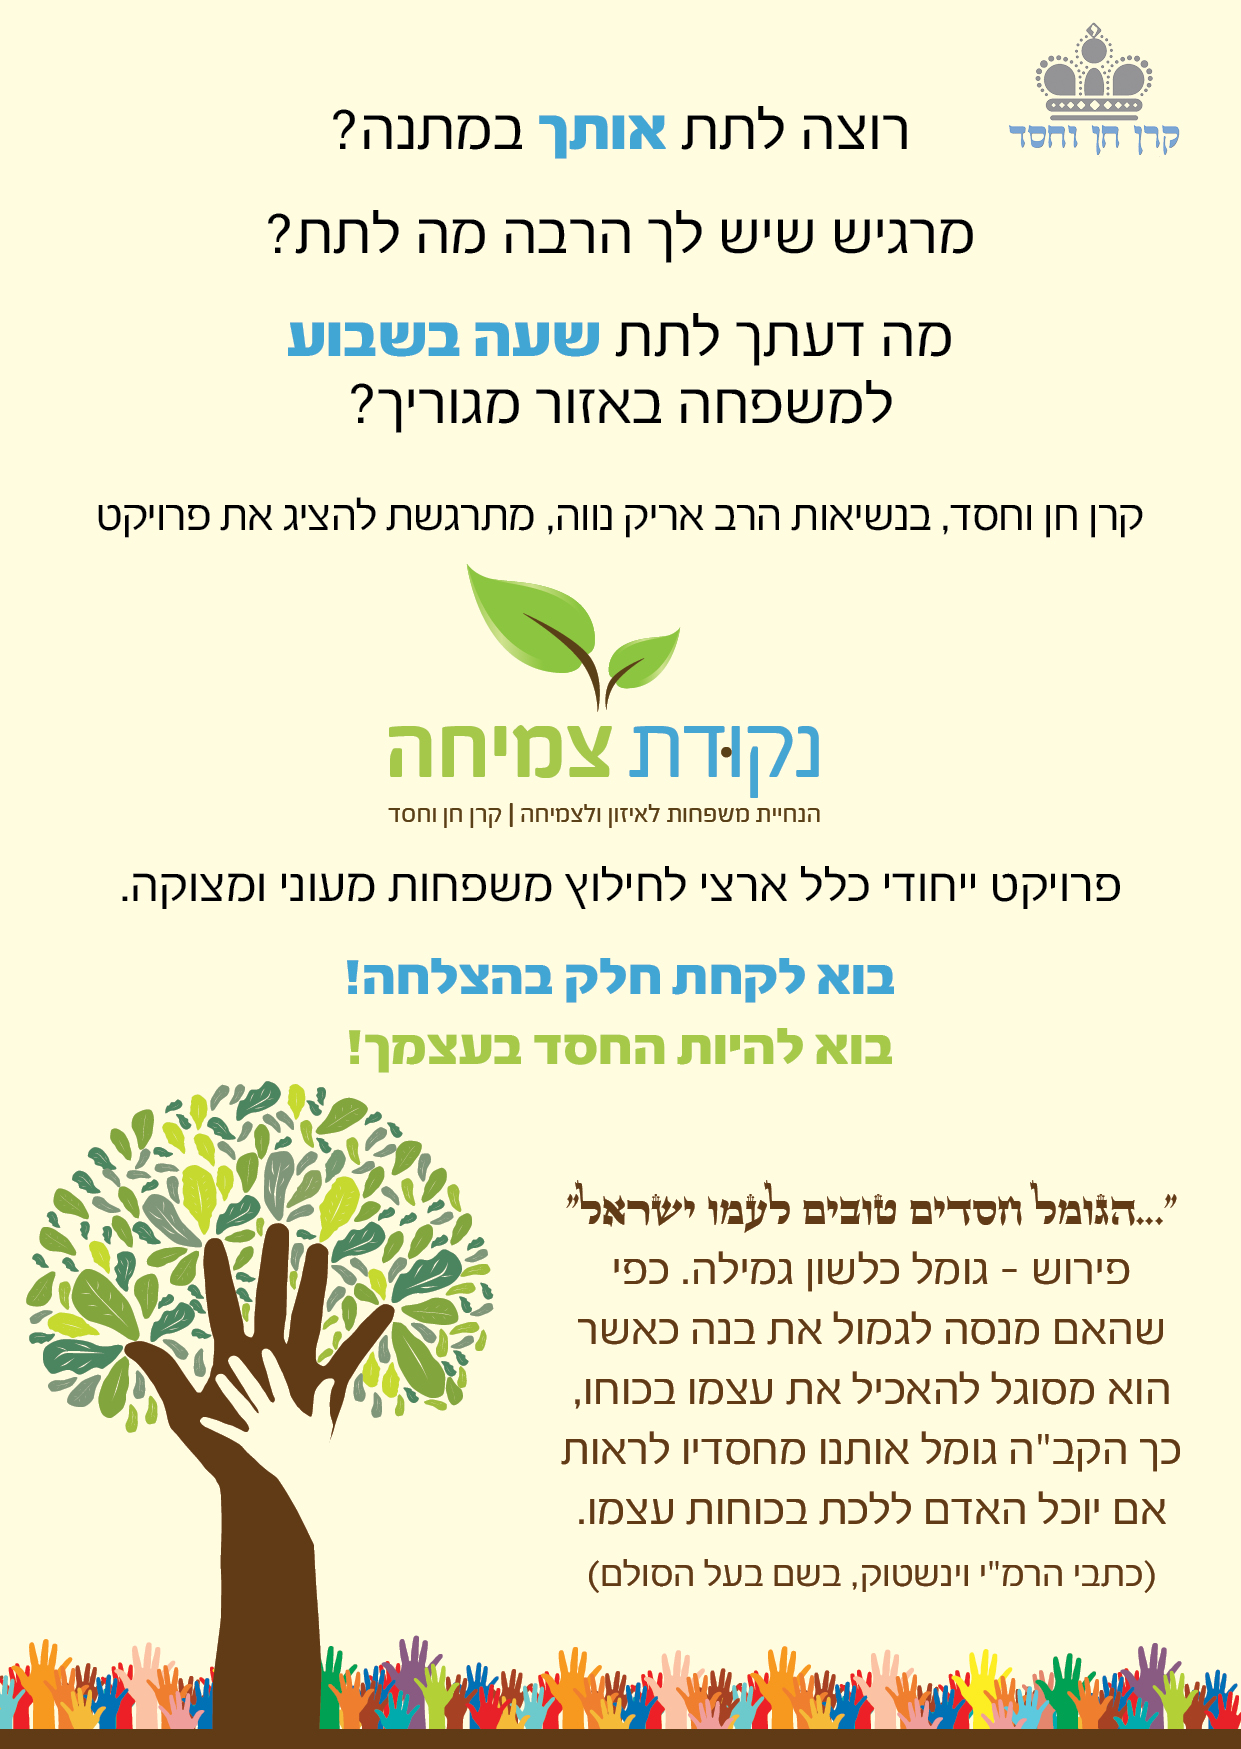 קרן חן וחסד
רוצה לתת אותך במתנה?
מרגיש שיש לך הרבה מה לתת?
מה דעתך לתת שעה בשבוע
למשפחה באזור מגוריך?
קרן חן וחסד, בנשיאות הרב אריק נווה, מתרגשת להציג את פרויקט
נקוּדת צמיחה
הנחיית משפחות לאיזון ולצמיחה | קרן חן וחסד
פרויקט ייחודי כלל ארצי לחילוץ משפחות מעוני ומצוקה.
בוא לקחת חלק בהצלחה!
בוא להיות החסד בעצמך!
"...הגומל חסדים טובים לעמו ישראל"
פירוש - גומל כלשון גמילה. כפי
שהאם מנסה לגמול את בנה כאשר
הוא מסוגל להאכיל את עצמו בכוחו,
כך הקב"ה גומל אותנו מחסדיו לראות
אם יוכל האדם ללכת בכוחות עצמו.
(כתבי הרמ"י וינשטוק, בשם בעל הסולם)